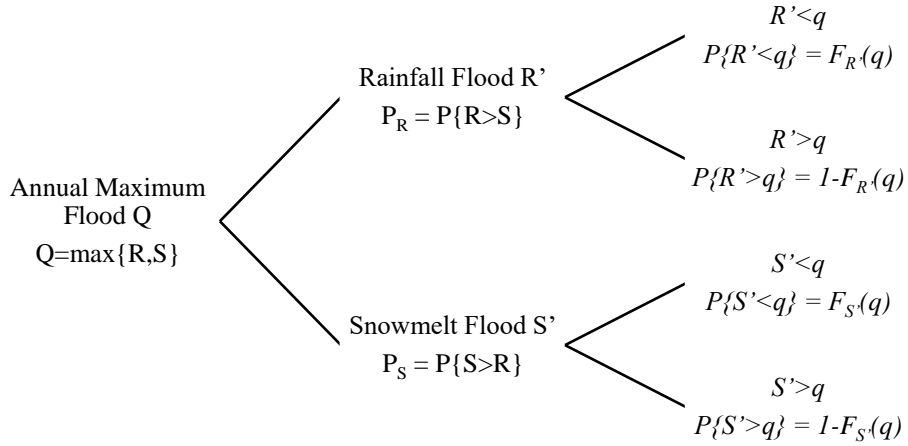 Annual Maximum
Flood Q
Q=max{R,S}
Rainfall Flood R’
P_R = P{R>S}
R’<q
P{R’<q} = F_R’(q)
R’>q
P{R’>q} = 1-F_R’(q)
Snowmelt Flood S’
P_S = P{S>R}
S’<q
P{S’<q} = F_S’(q)
S’>q
P{S’>q} = 1-F_S’(q)